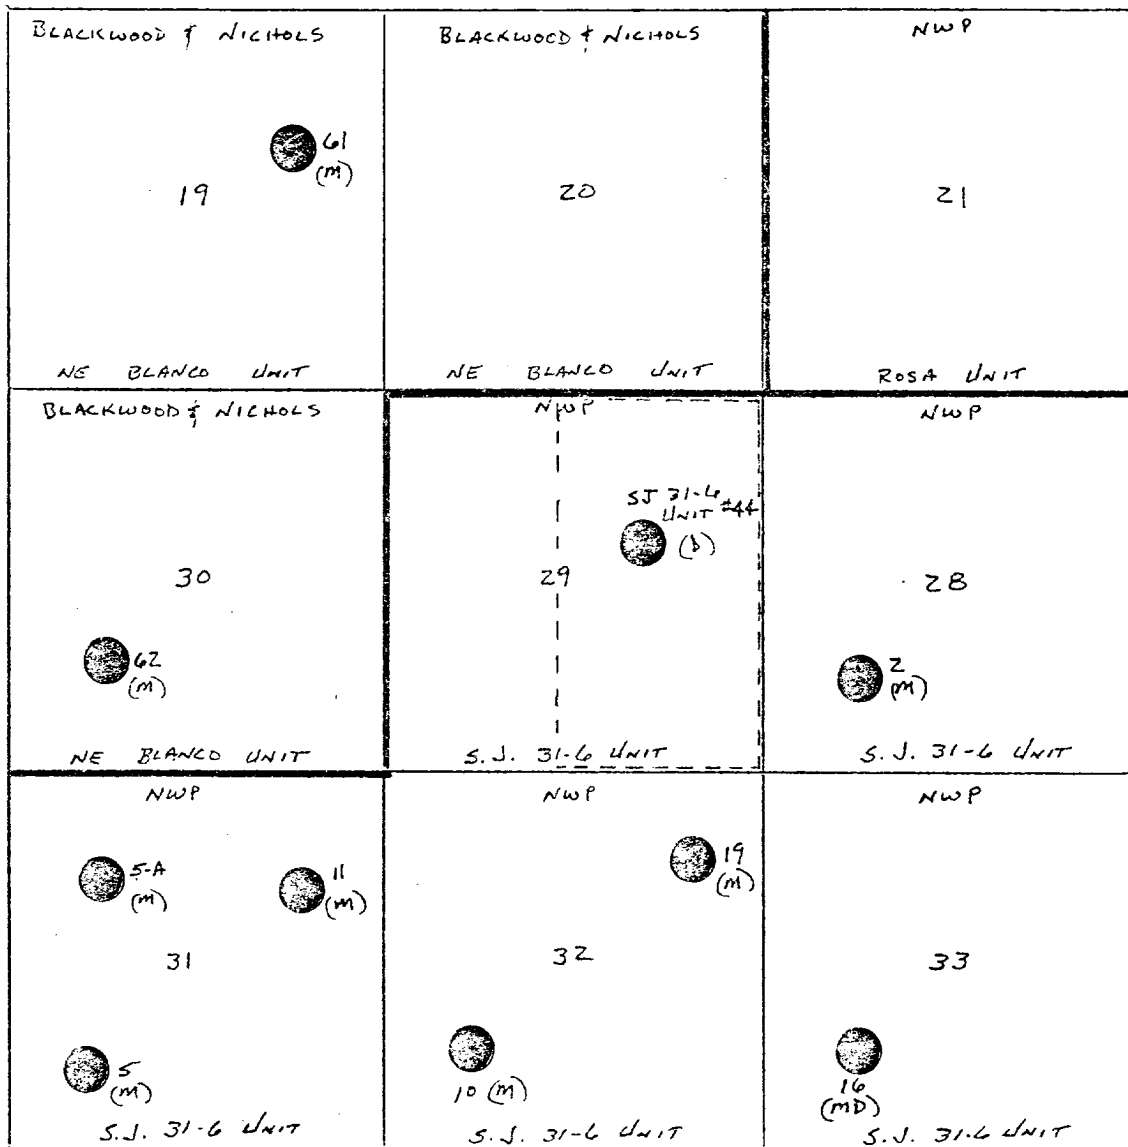 BLACKWOOD & NICHOLS
61
(M)
19
NE BLANCO UNIT
BLACKWOOD & NICHOLS
20
NE BLANCO UNIT
NWP
21
ROSA UNIT
BLACKWOOD & NICHOLS
30
62
(M)
NE BLANCO UNIT
NWP
SJ 31-6
UNIT #44
(D)
29
S.J. 31-6 UNIT
NWP
28
2
(M)
S.J. 31-6 UNIT
NWP
5-A
(M)
11
(M)
31
5
(M)
S.J. 31-6 UNIT
NWP
19
(M)
32
10 (M)
S.J. 31-6 UNIT
NWP
33
16
(MD)
S.J. 31-6 UNIT